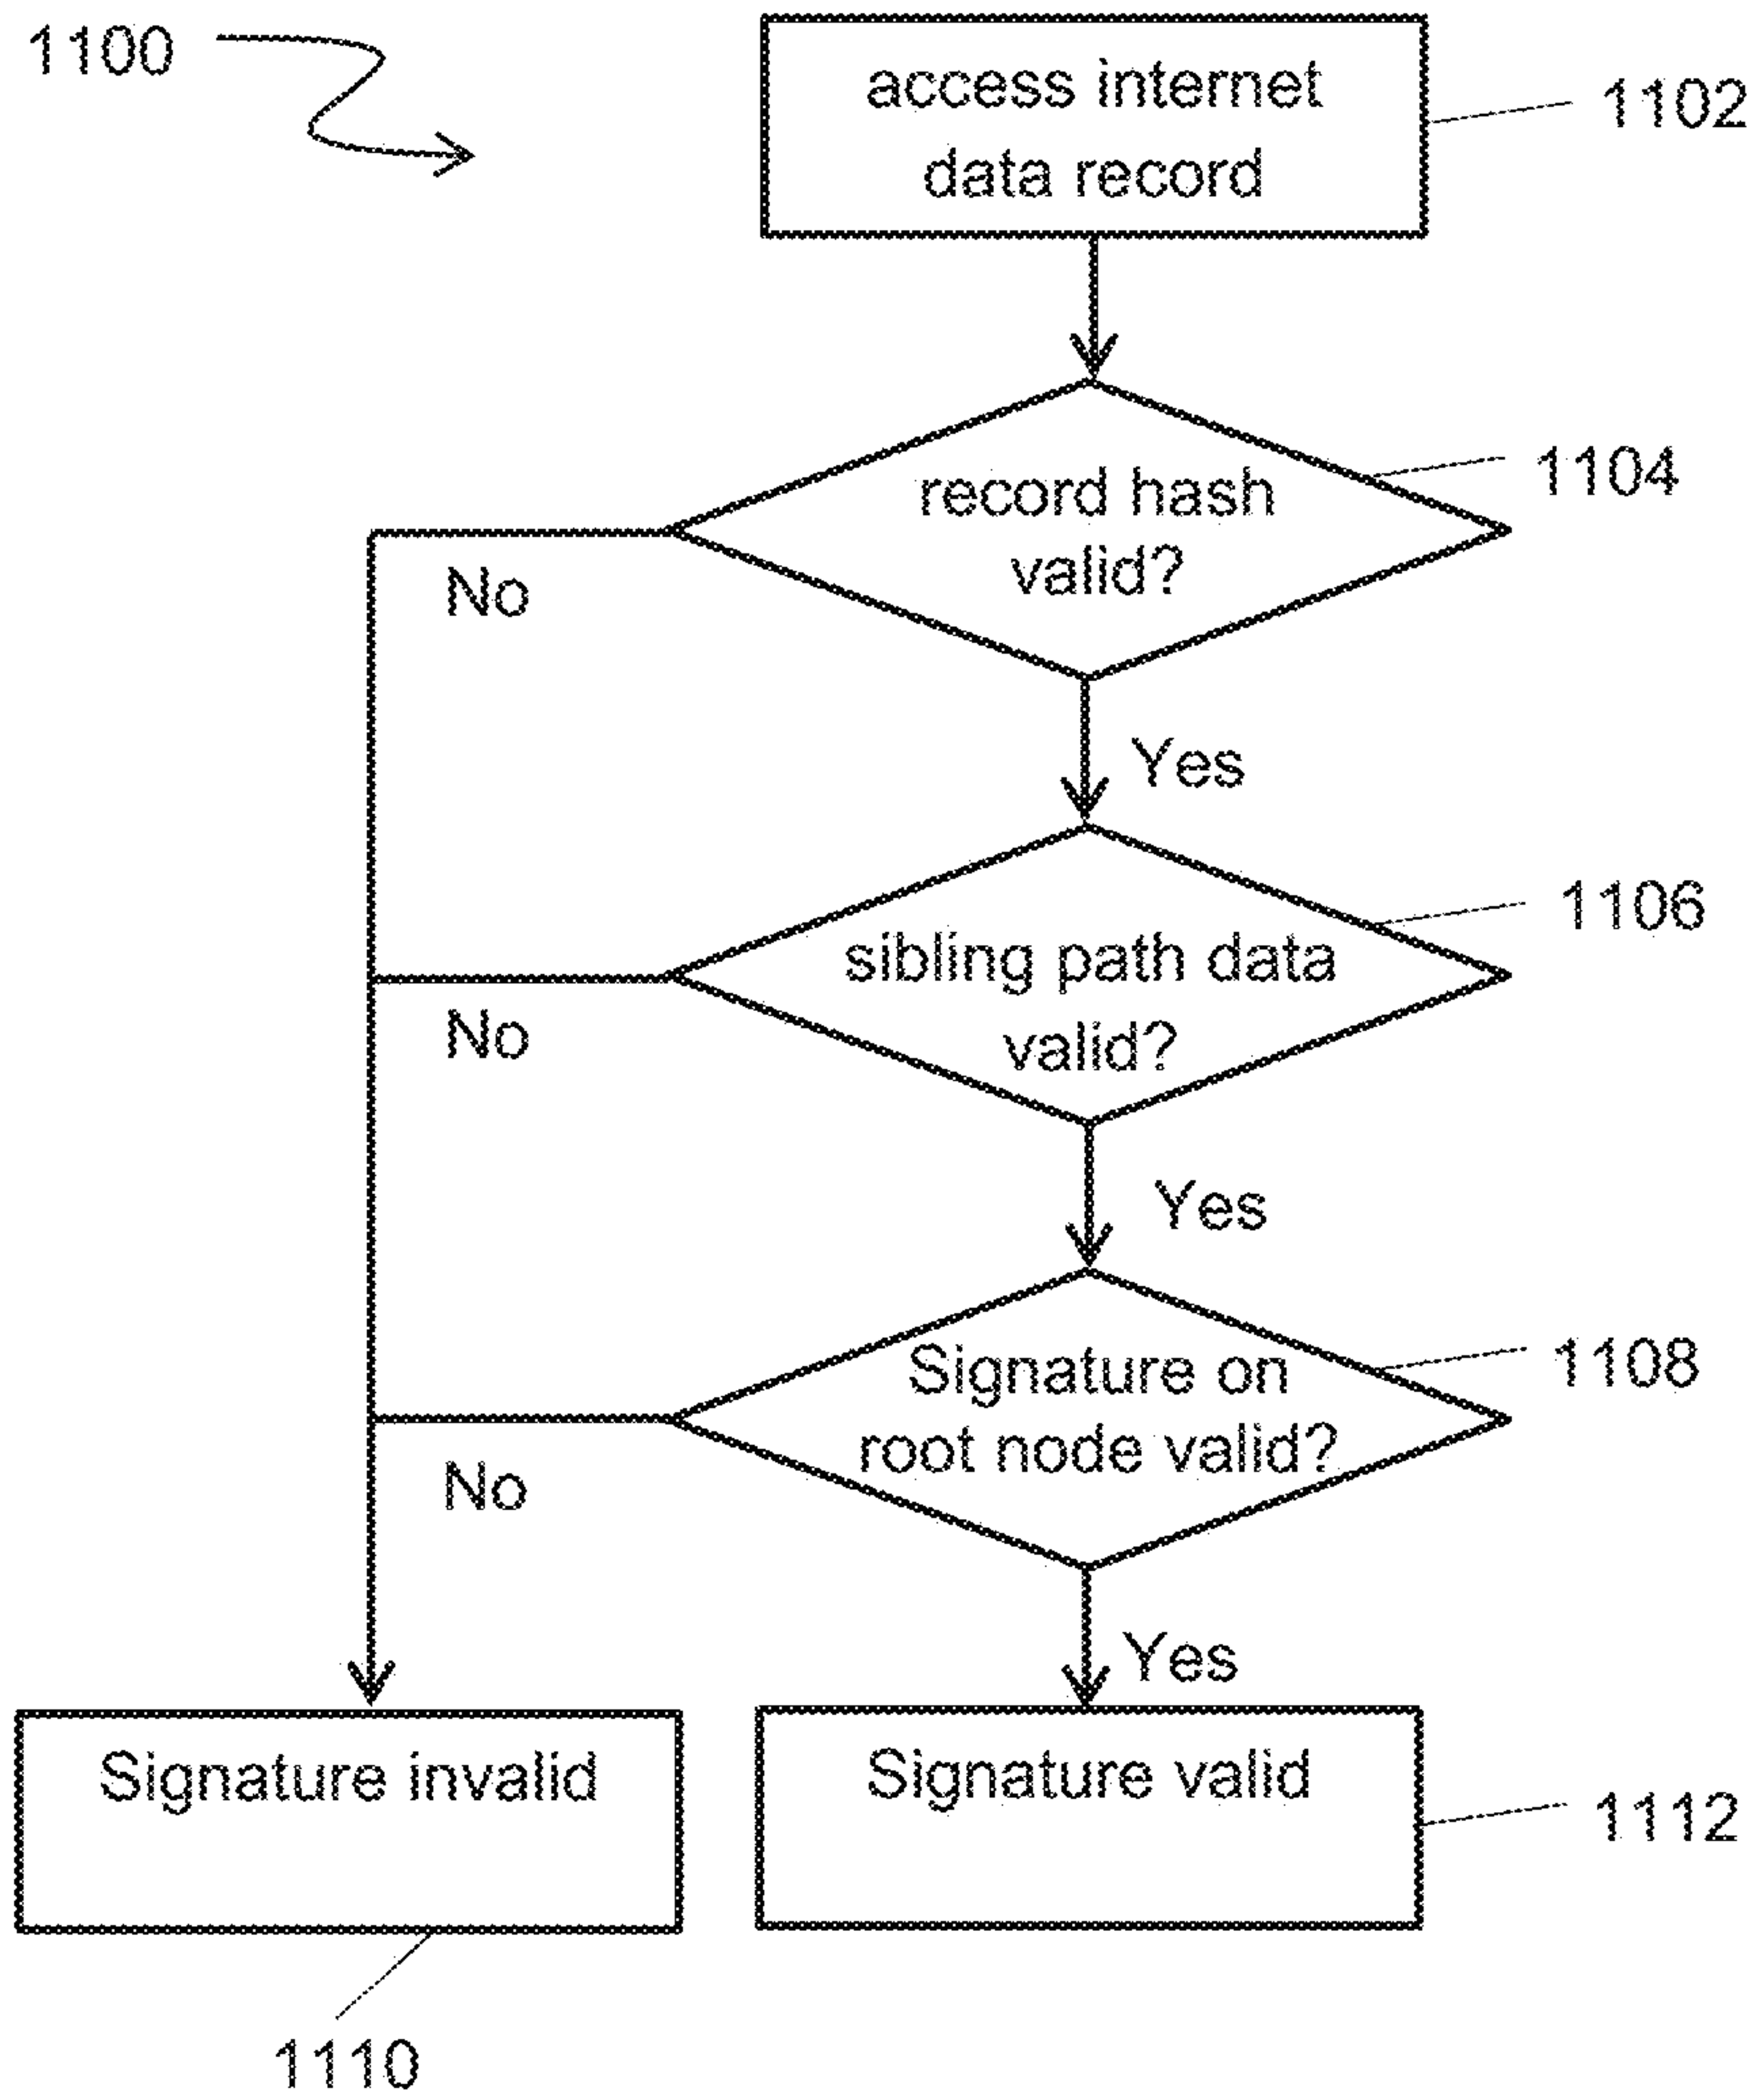 1100
access internet
data record
1102
record hash
valid?
1104
No
Yes
sibling path data
valid?
1106
No
Yes
Signature on
root node valid?
1108
No
Yes
Signature invalid
Signature valid
1112
1110